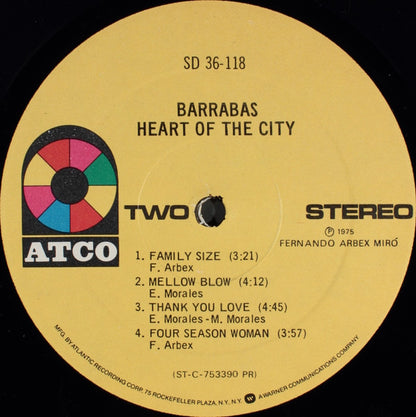 SD 36-118
BARRABAS
HEART OF THE CITY
ATCO
TWO
STEREO
Ⓟ 1975
FERNANDO ARBEX MIRÓ
1. FAMILY SIZE (3:21)
F. Arbex
2. MELLOW BLOW (4:12)
E. Morales
3. THANK YOU LOVE (4:45)
E. Morales-M. Morales
4. FOUR SEASON WOMAN (3:57)
F. Arbex
(ST-C-753390 PR)
MFG. BY ATLANTIC RECORDING CORP., 75 ROCKEFELLER PLAZA, N.Y., N.Y. A WARNER COMMUNICATIONS COMPANY